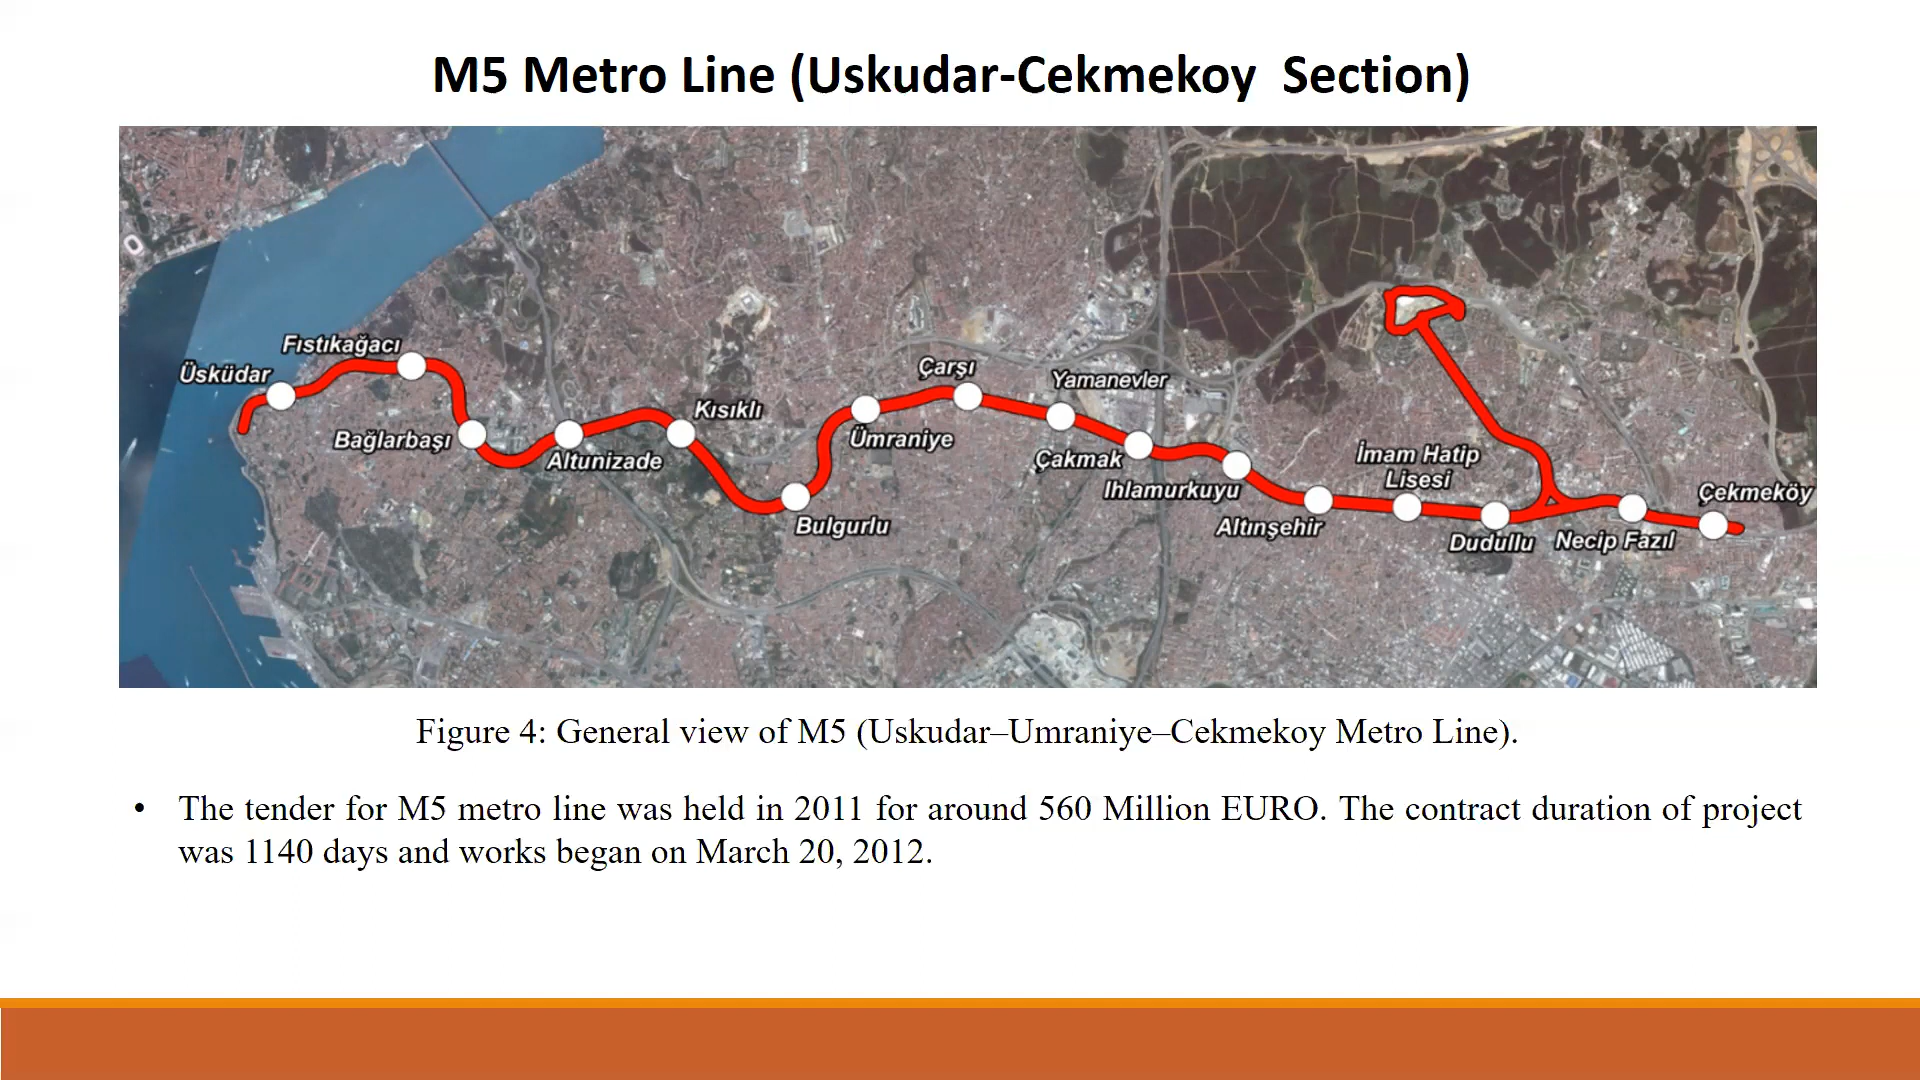 M5 Metro Line (Uskudar-Cekmekoy Section)
Üsküdar
Fıstıkağacı
Bağlarbaşı
Altunizade
Kısıklı
Bulgurlu
Ümraniye
Çarşı
Yamanevler
Çakmak
Ihlamurkuyu
Altınşehir
İmam Hatip
Lisesi
Dudullu
Necip Fazıl
Çekmeköy
Figure 4: General view of M5 (Uskudar–Umraniye–Cekmekoy Metro Line).
• The tender for M5 metro line was held in 2011 for around 560 Million EURO. The contract duration of project
was 1140 days and works began on March 20, 2012.